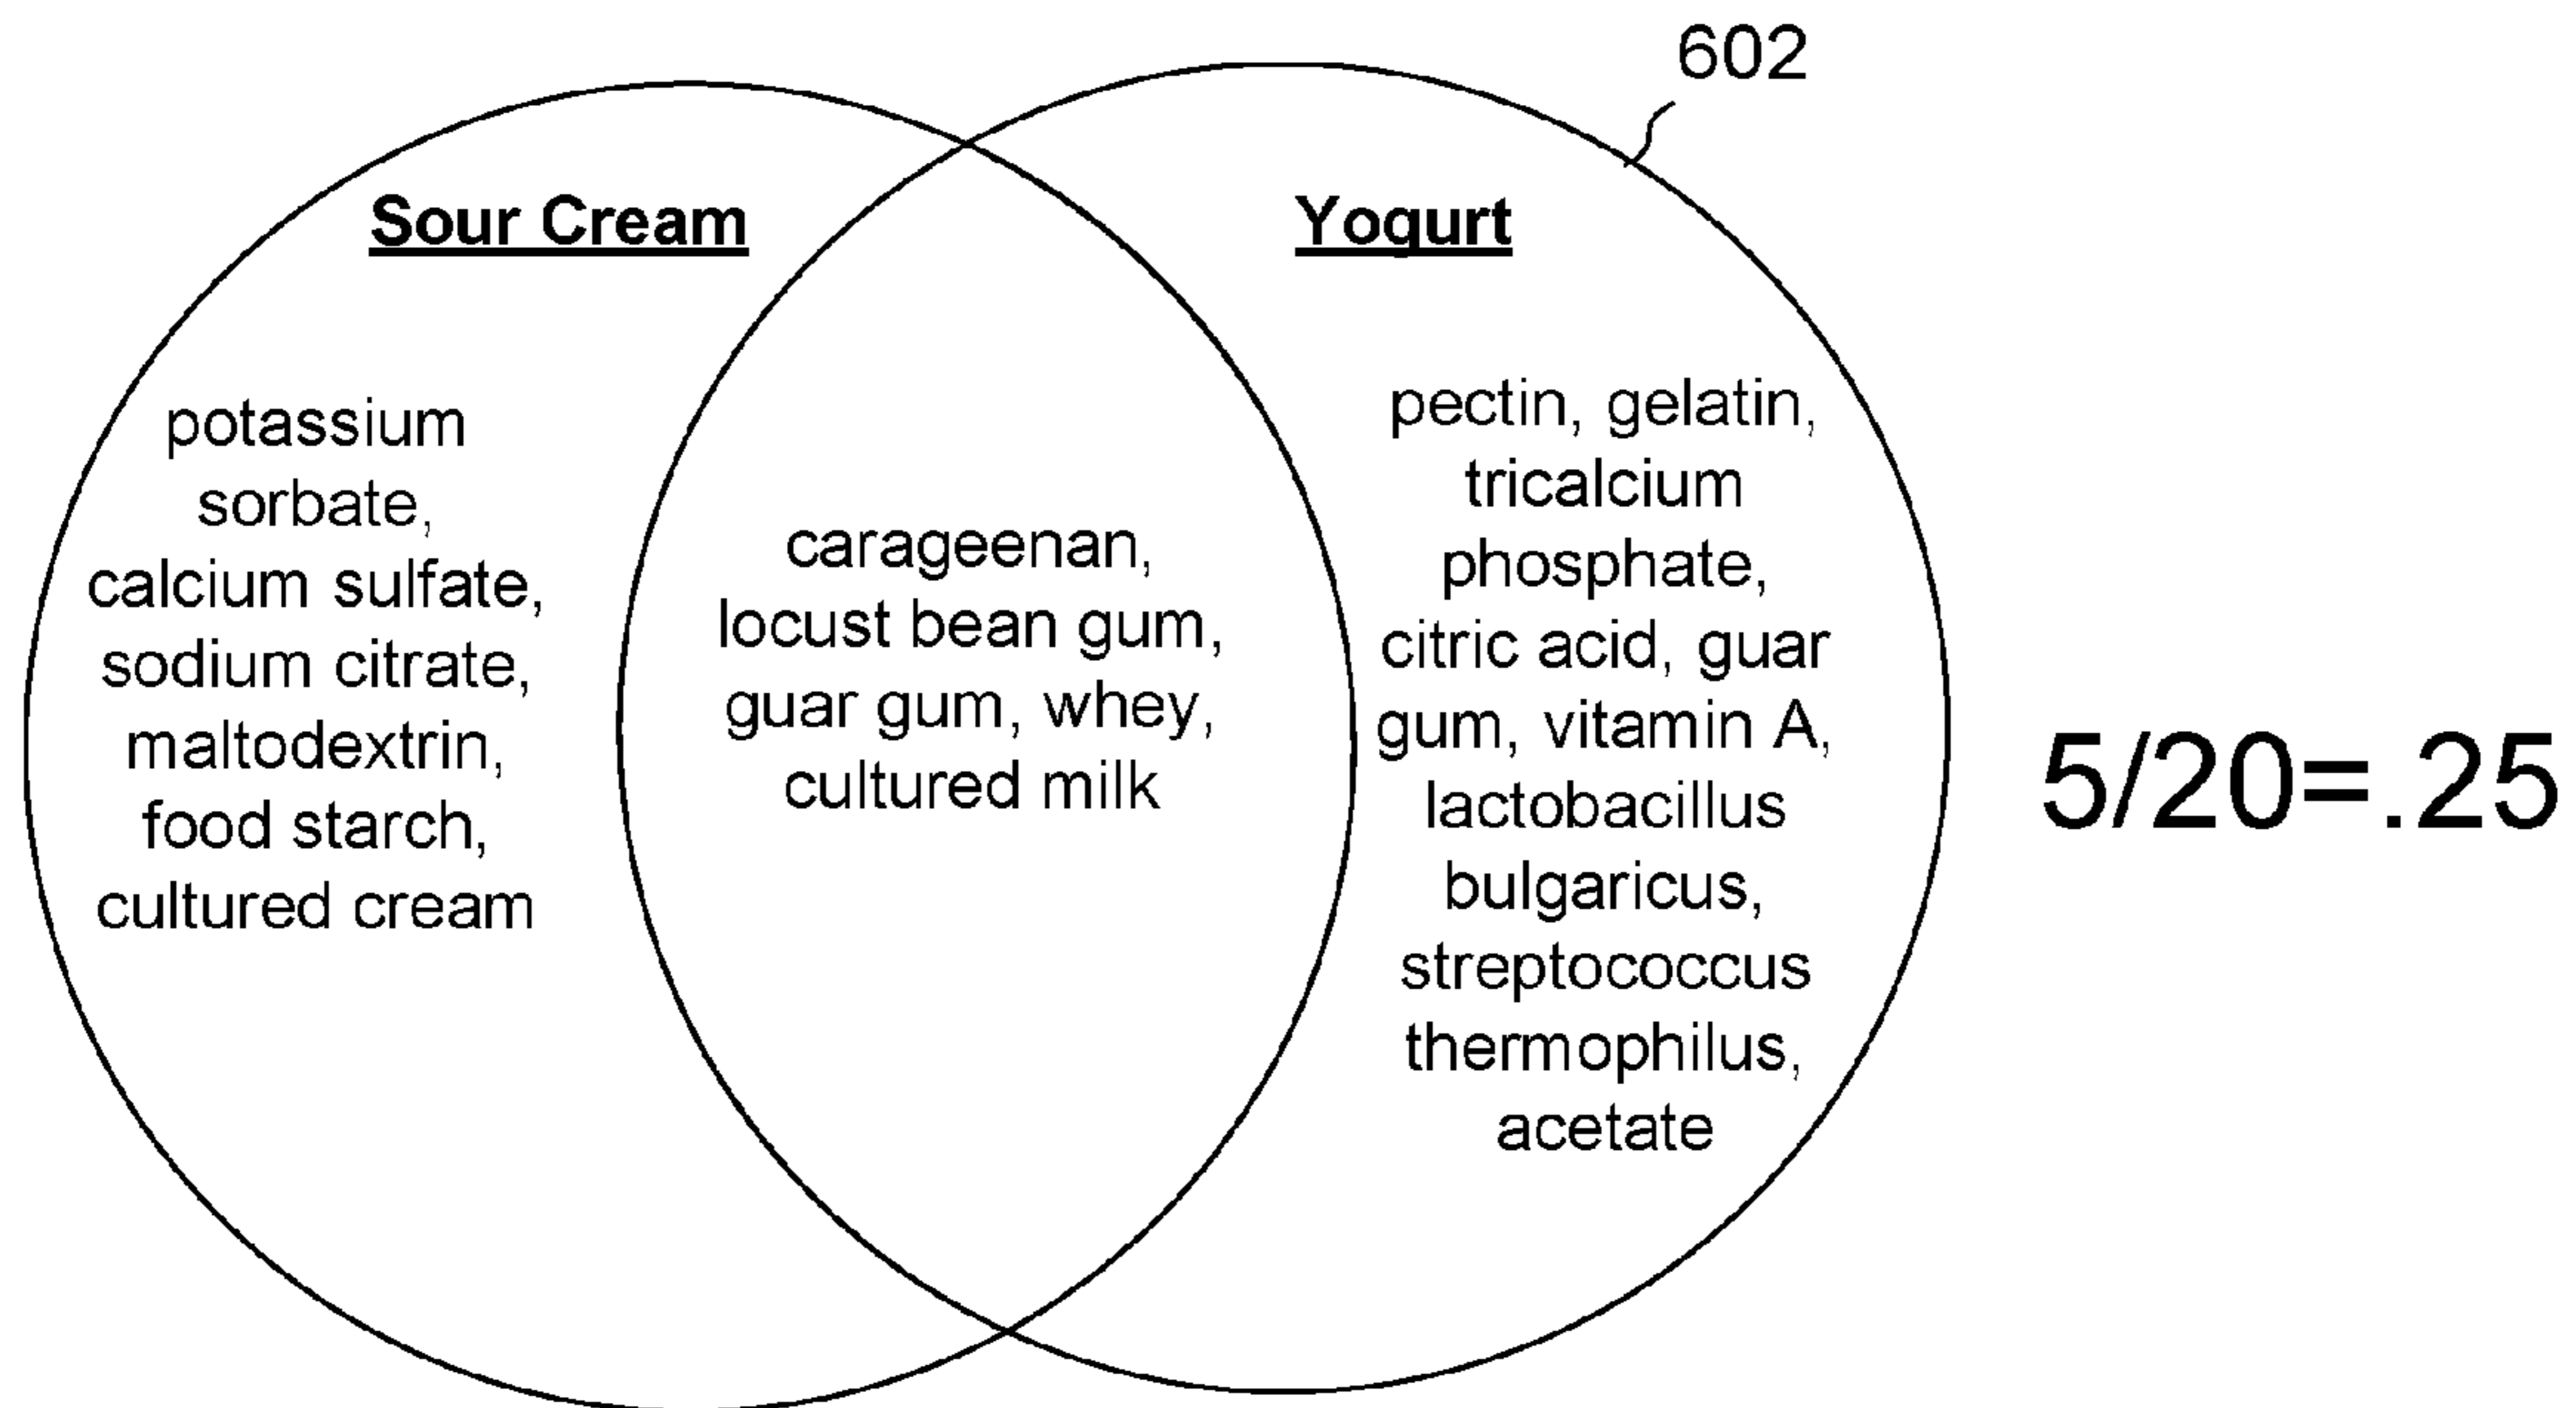 602
Sour Cream
potassium
sorbate,
calcium sulfate,
sodium citrate,
maltodextrin,
food starch,
cultured cream
carageenan,
locust bean gum,
guar gum, whey,
cultured milk
Yogurt
pectin, gelatin,
tricalcium
phosphate,
citric acid, guar
gum, vitamin A,
lactobacillus
bulgaricus,
streptococcus
thermophilus,
acetate
5/20=.25